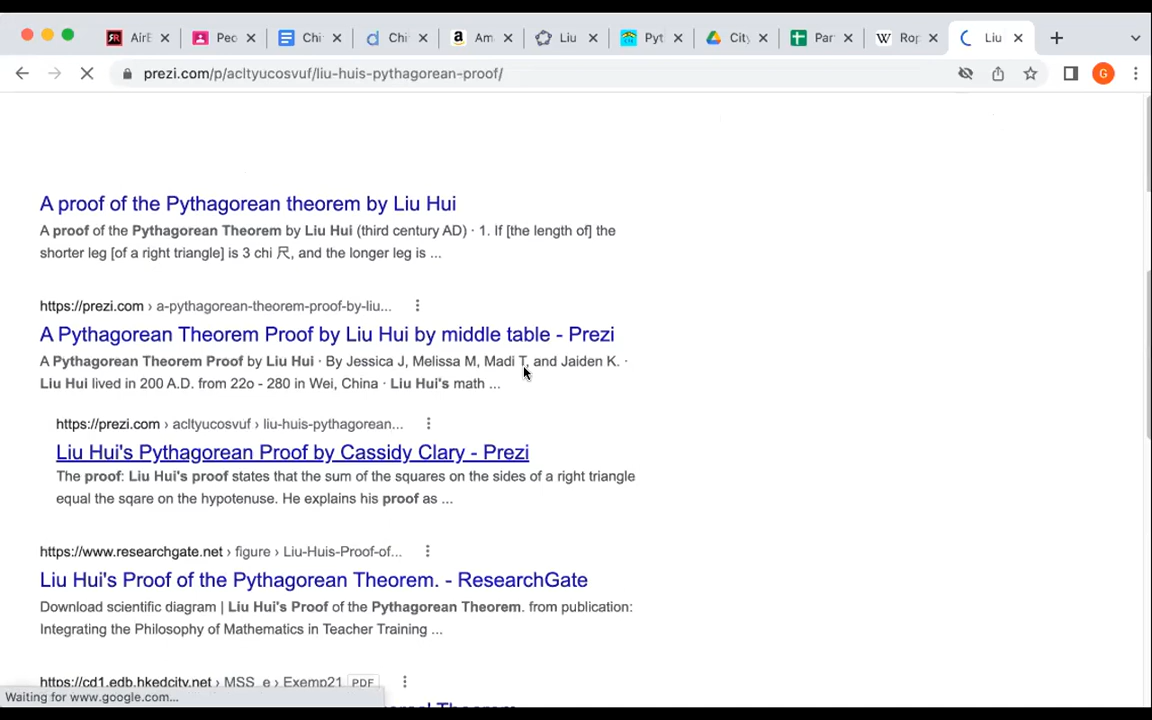 AirB
Peo
Chi
Chi
Am
Liu
Pyt
City
Par
Rop
Liu
prezi.com/p/acltyucosvuf/liu-huis-pythagorean-proof/
G
A proof of the Pythagorean theorem by Liu Hui
A proof of the Pythagorean Theorem by Liu Hui (third century AD) · 1. If [the length of] the
shorter leg [of a right triangle] is 3 chi 尺, and the longer leg is ...
https://prezi.com › a-pythagorean-theorem-proof-by-liu...
A Pythagorean Theorem Proof by Liu Hui by middle table - Prezi
A Pythagorean Theorem Proof by Liu Hui · By Jessica J, Melissa M, Madi T, and Jaiden K. ·
Liu Hui lived in 200 A.D. from 22o - 280 in Wei, China · Liu Hui's math ...
https://prezi.com › acltyucosvuf › liu-huis-pythagorean...
Liu Hui's Pythagorean Proof by Cassidy Clary - Prezi
The proof: Liu Hui's proof states that the sum of the squares on the sides of a right triangle
equal the sqare on the hypotenuse. He explains his proof as ...
https://www.researchgate.net › figure › Liu-Huis-Proof-of...
Liu Hui's Proof of the Pythagorean Theorem. - ResearchGate
Download scientific diagram | Liu Hui's Proof of the Pythagorean Theorem. from publication:
Integrating the Philosophy of Mathematics in Teacher Training ...
https://cd1.edb.hkedcity.net › MSS_e › Exemp21 PDF
Waiting for www.google.com...